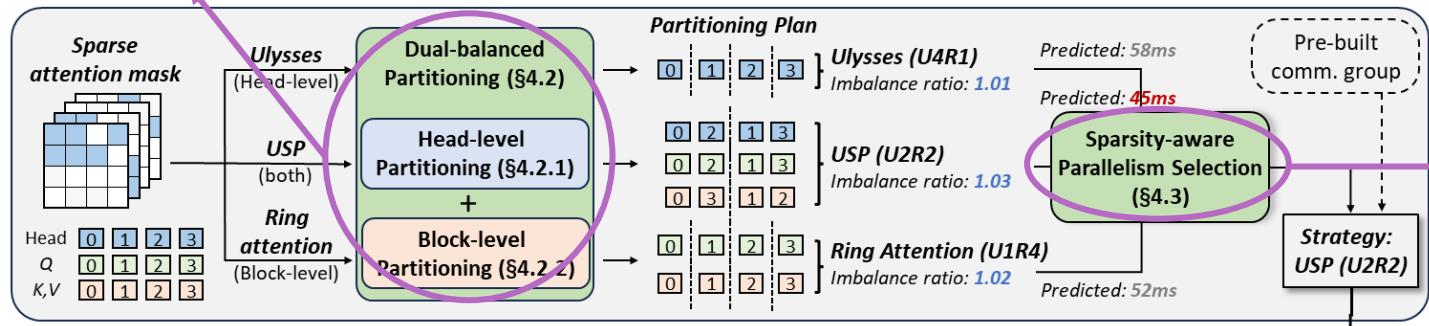 Sparse
attention mask
Head 0 1 2 3
Q 0 1 2 3
K,V 0 1 2 3
Ulysses
(Head-level)
USP
(both)
Ring
attention
(Block-level)
Dual-balanced
Partitioning (§4.2)
Head-level
Partitioning (§4.2.1)
+
Block-level
Partitioning (§4.2.2)
Partitioning Plan
0 1 2 3
Ulysses (U4R1)
Imbalance ratio: 1.01
0 2 1 3
0 2 1 3
0 3 1 2
USP (U2R2)
Imbalance ratio: 1.03
0 1 2 3
0 1 2 3
Ring Attention (U1R4)
Imbalance ratio: 1.02
Predicted: 58ms
Predicted: 45ms
Sparsity-aware
Parallelism Selection
(§4.3)
Predicted: 52ms
Pre-built
comm. group
Strategy:
USP (U2R2)